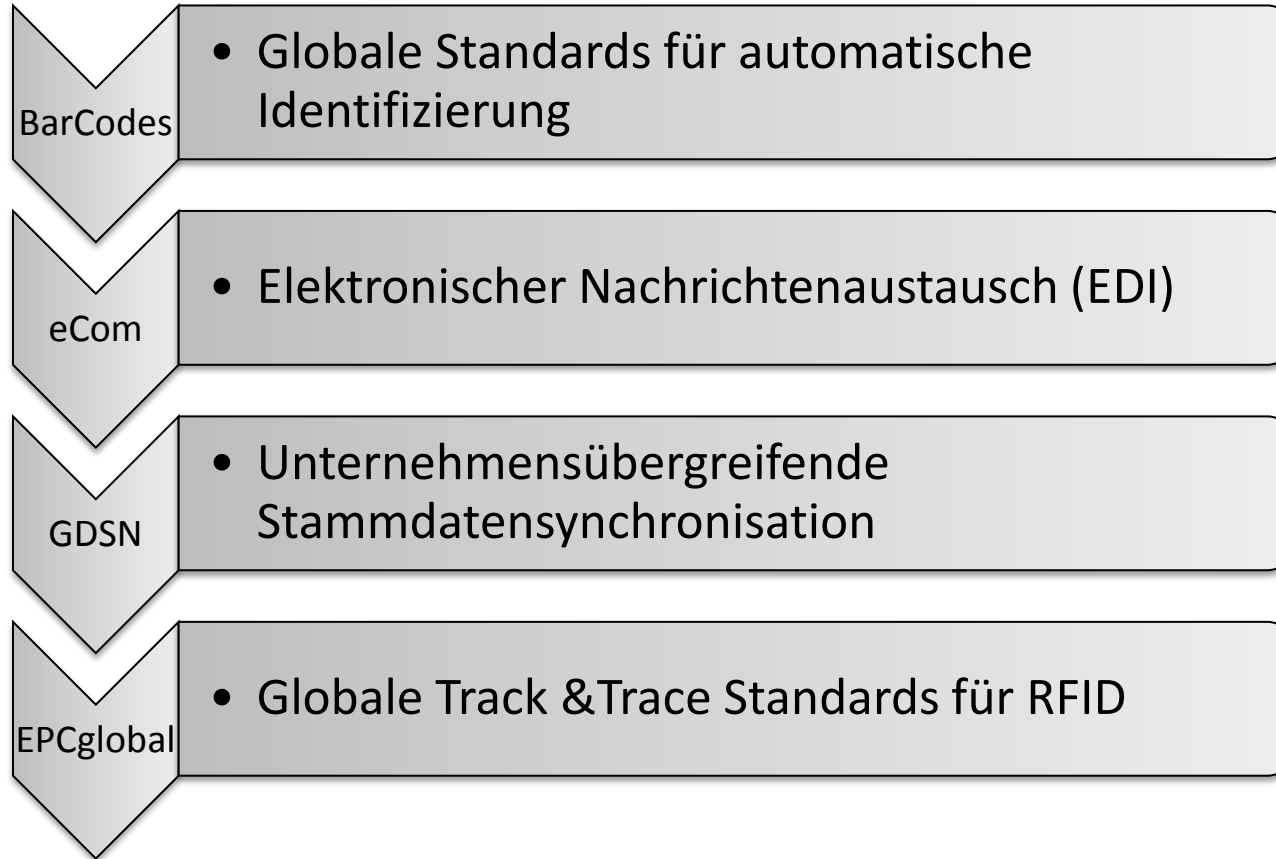 BarCodes
• Globale Standards für automatische
Identifizierung
eCom
• Elektronischer Nachrichtenaustausch (EDI)
GDSN
• Unternehmensübergreifende
Stammdatensynchronisation
EPCglobal
• Globale Track &Trace Standards für RFID